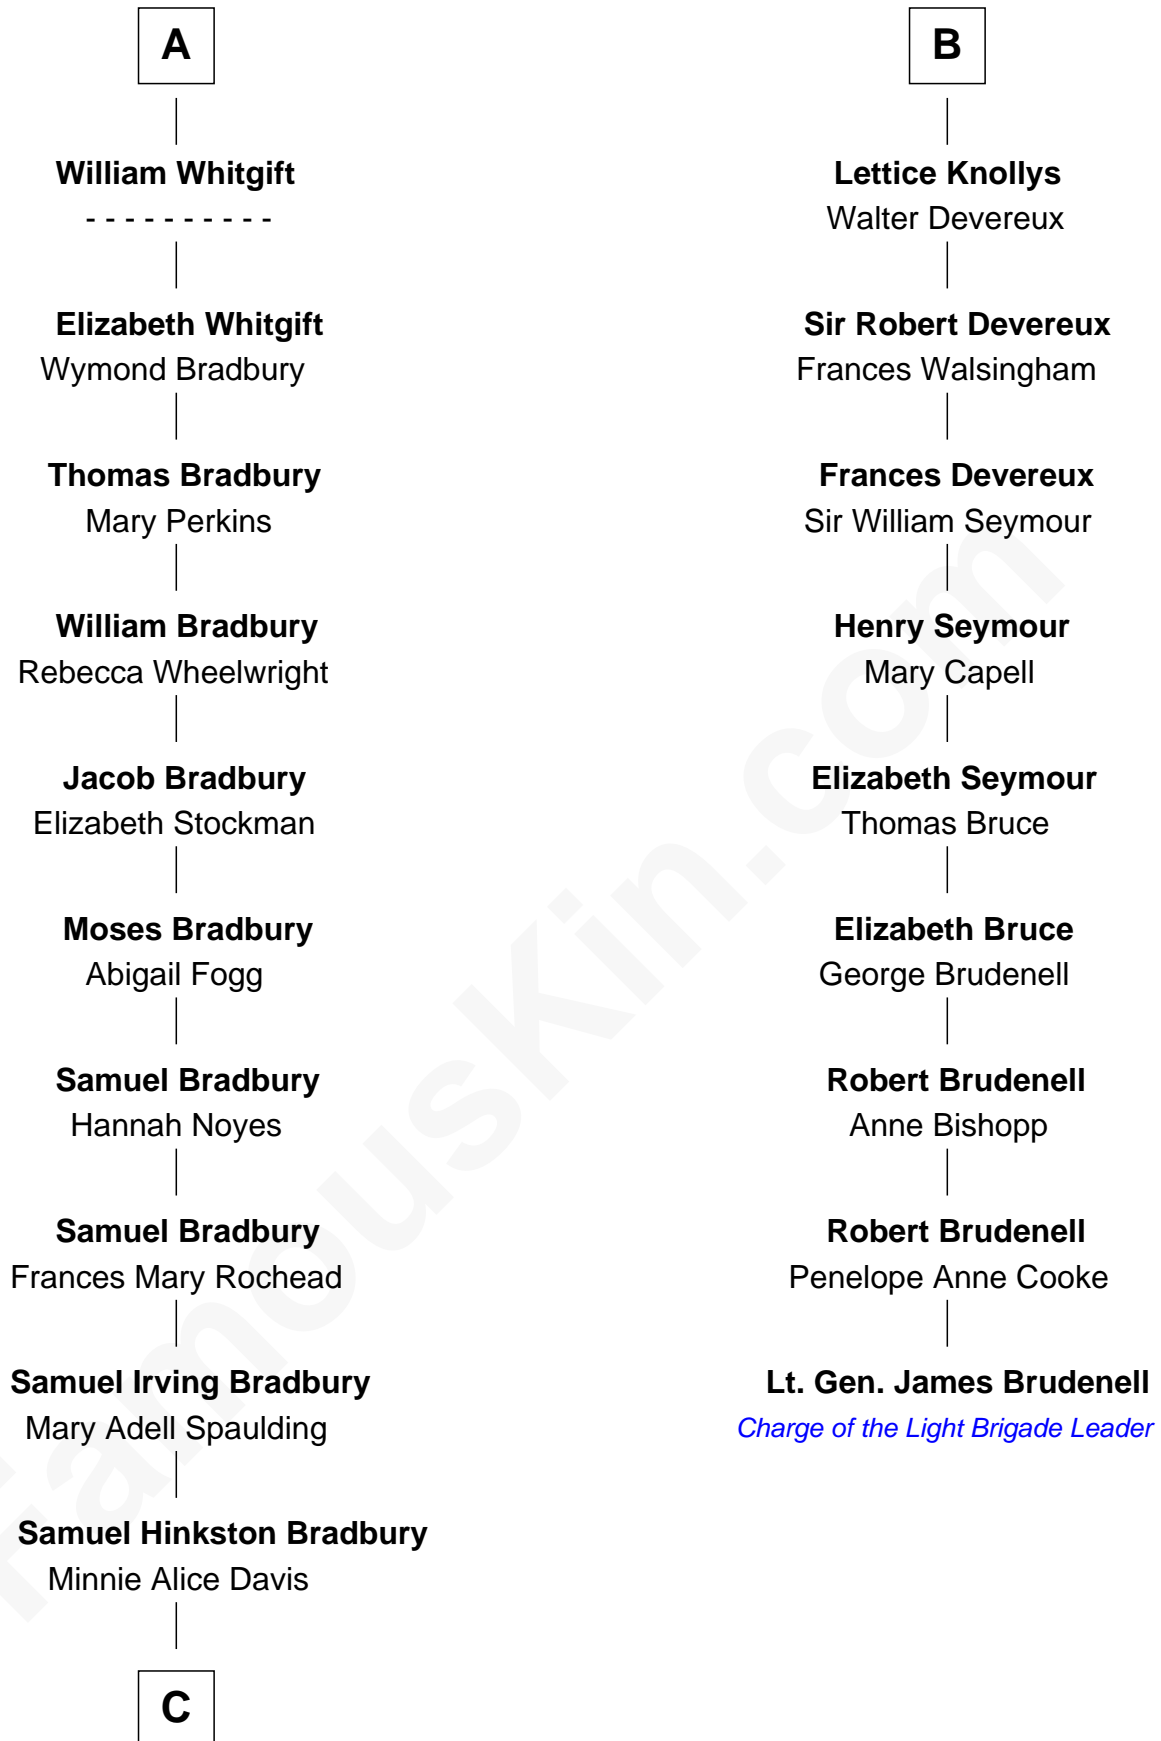 A
William Whitgift
- - - - - - - - - -
Elizabeth Whitgift
Wymond Bradbury
Thomas Bradbury
Mary Perkins
William Bradbury
Rebecca Wheelwright
Jacob Bradbury
Elizabeth Stockman
Moses Bradbury
Abigail Fogg
Samuel Bradbury
Hannah Noyes
Samuel Bradbury
Frances Mary Rochead
Samuel Irving Bradbury
Mary Adell Spaulding
Samuel Hinkston Bradbury
Minnie Alice Davis
C
B
Lettice Knollys
Walter Devereux
Sir Robert Devereux
Frances Walsingham
Frances Devereux
Sir William Seymour
Henry Seymour
Mary Capell
Elizabeth Seymour
Thomas Bruce
Elizabeth Bruce
George Brudenell
Robert Brudenell
Anne Bishopp
Robert Brudenell
Penelope Anne Cooke
Lt. Gen. James Brudenell
Charge of the Light Brigade Leader
FamousKin.com